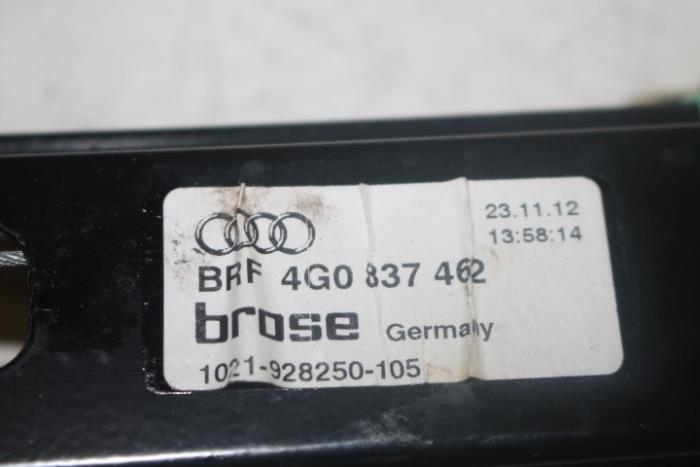 23.11.12
13:58:14
BRF 4G0 837 462
brose Germany
1021-928250-105